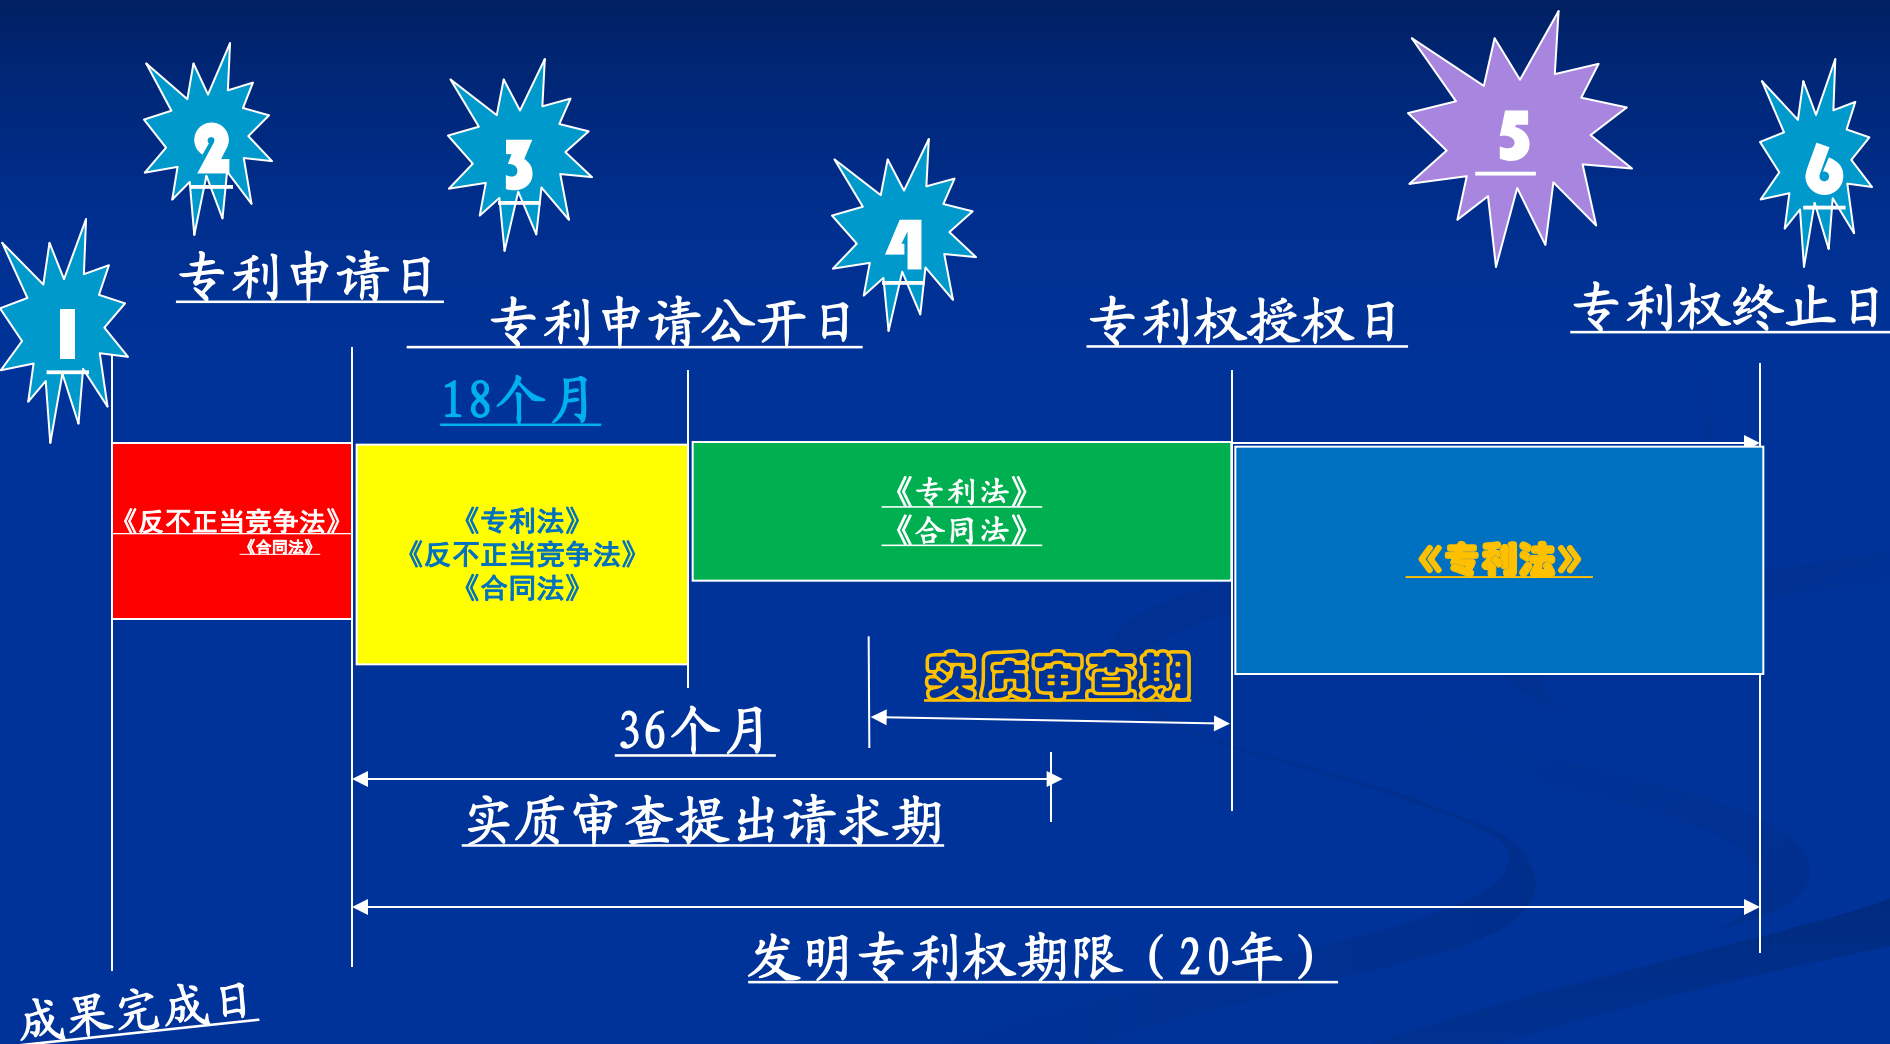 2
3
5
6
4
1
专利申请日
专利申请公开日
专利权授权日
专利权终止日
18个月
《反不正当竞争法》
《合同法》
《专利法》
《反不正当竞争法》
《合同法》
《专利法》
《合同法》
《专利法》
实质审查期
36个月
实质审查提出请求期
发明专利权期限（20年）
成果完成日